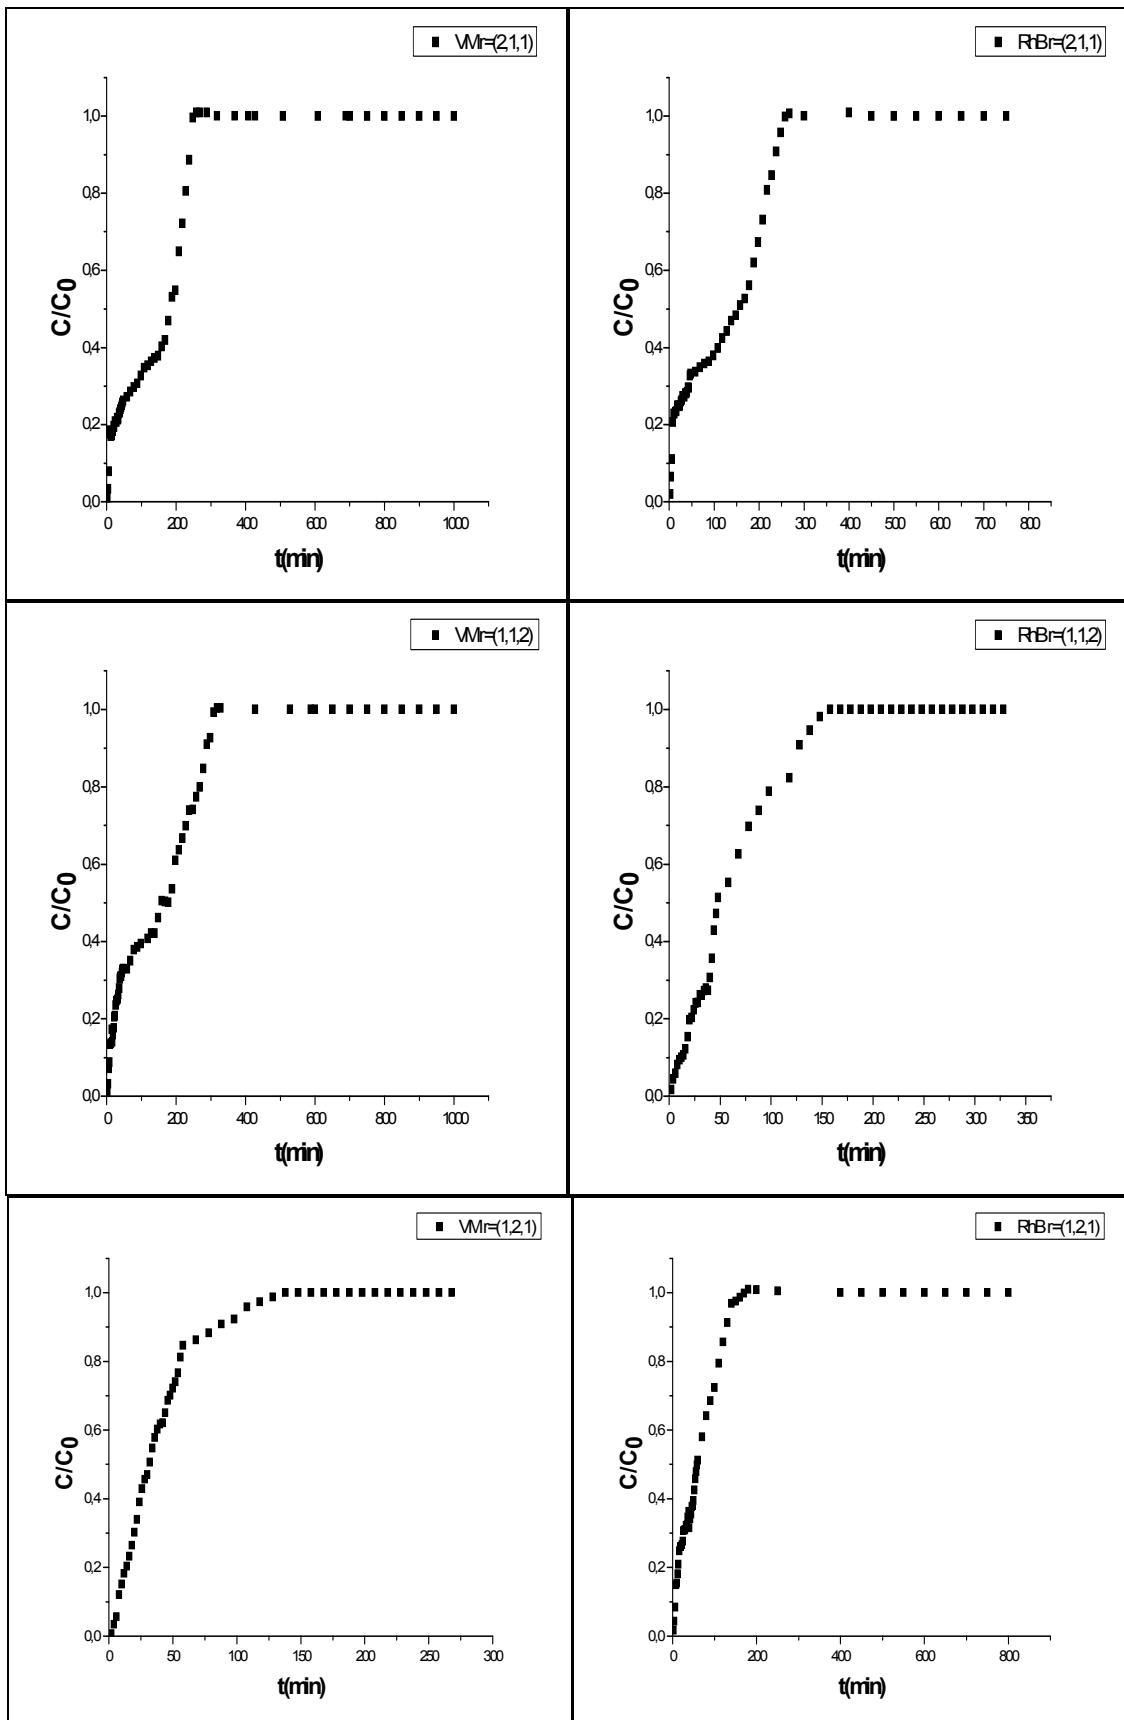 VMr=(2,1,1)
1,0
0,8
0,6
0,4
0,2
0,0
C/C0
0 200 400 600 800 1000
t(min)
RhBr=(2,1,1)
1,0
0,8
0,6
0,4
0,2
0,0
C/C0
0 100 200 300 400 500 600 700 800
t(min)
VMr=(1,1,2)
1,0
0,8
0,6
0,4
0,2
0,0
C/C0
0 200 400 600 800 1000
t(min)
RhBr=(1,1,2)
1,0
0,8
0,6
0,4
0,2
0,0
C/C0
0 50 100 150 200 250 300 350
t(min)
VMr=(1,2,1)
1,0
0,8
0,6
0,4
0,2
0,0
C/C0
0 50 100 150 200 250 300
t(min)
RhBr=(1,2,1)
1,0
0,8
0,6
0,4
0,2
0,0
C/C0
0 200 400 600 800
t(min)